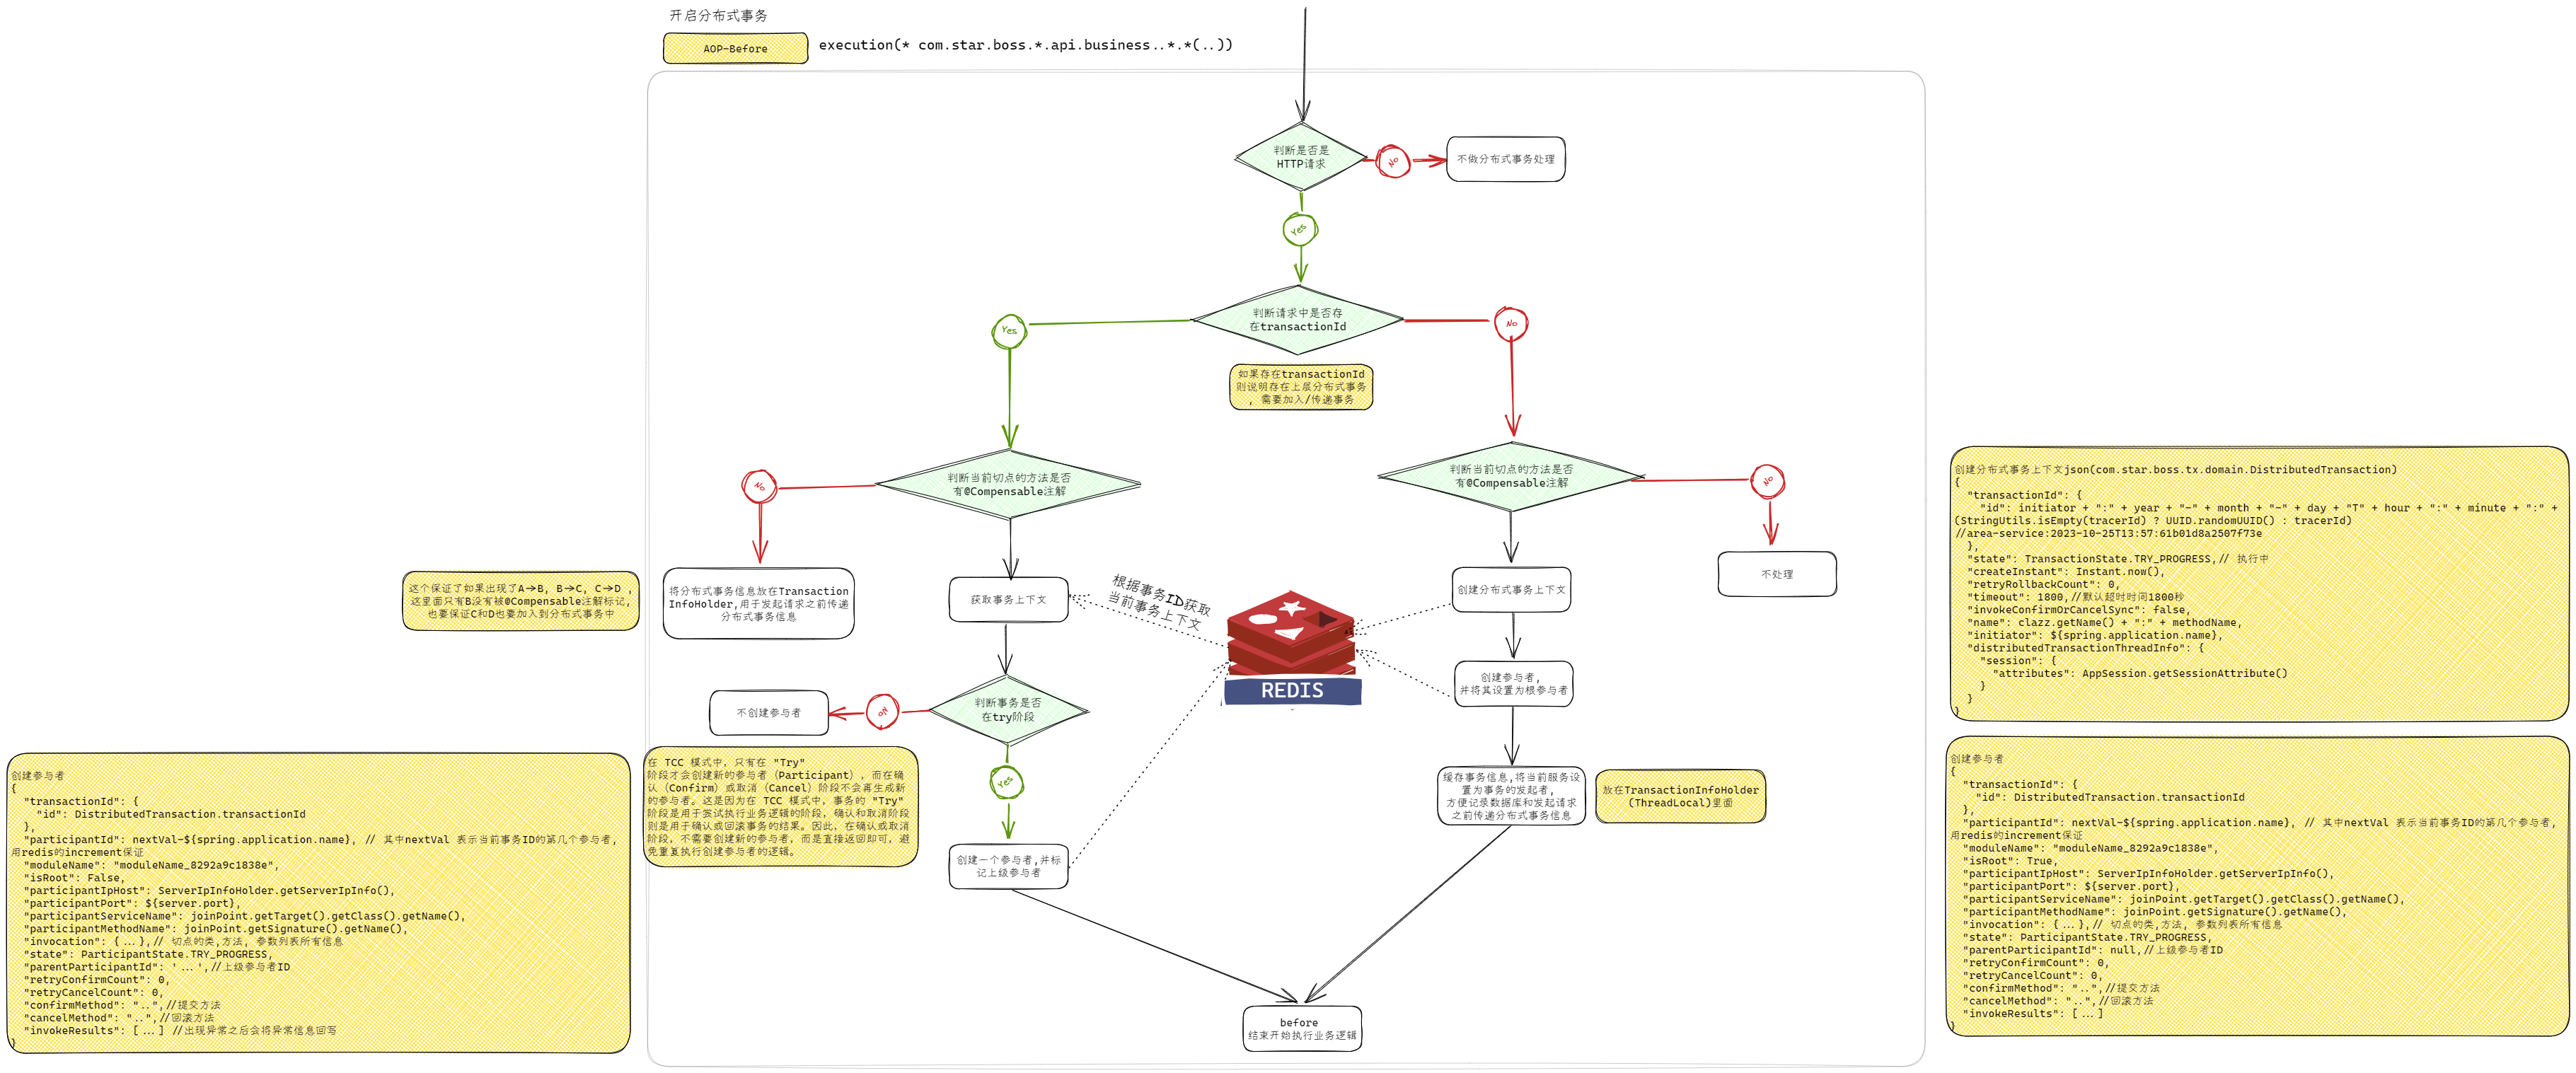 开启分布式事务
AOP-Before
execution(* com.star.boss.*.api.business..*.*(..))
判断是否是
HTTP请求
No
不做分布式事务处理
Yes
判断请求中是否存
在transactionId
Yes
No
如果存在transactionId
则说明存在上层分布式事务
, 需要加入/传递事务
判断当前切点的方法是否
有@Compensable注解
No
判断当前切点的方法是否
有@Compensable注解
No
将分布式事务信息放在Transaction
InfoHolder,用于发起请求之前传递
分布式事务信息
这个保证了如果出现了A->B, B->C, C->D ,
这里面只有B没有被@Compensable注解标记,
也要保证C和D也要加入到分布式事务中
获取事务上下文
根据事务ID获取
当前事务上下文
REDIS
创建分布式事务上下文
不处理
创建参与者,
并将其设置为根参与者
判断事务是否
在try阶段
No
不创建参与者
Yes
在 TCC 模式中，只有在 "Try"
阶段才会创建新的参与者（Participant），而在确
认（Confirm）或取消（Cancel）阶段不会再生成新
的参与者。这是因为在 TCC 模式中，事务的 "Try"
阶段是用于尝试执行业务逻辑的阶段，确认和取消阶段
则是用于确认或回滚事务的结果。因此，在确认或取消
阶段，不需要创建新的参与者，而是直接返回即可，避
免重复执行创建参与者的逻辑。
缓存事务信息,将当前服务设
置为事务的发起者,
方便记录数据库和发起请求
之前传递分布式事务信息
放在TransactionInfoHolder
(ThreadLocal)里面
创建一个参与者,并标
记上级参与者
before
结束开始执行业务逻辑
创建参与者
{
  "transactionId": {
    "id": DistributedTransaction.transactionId
  },
  "participantId": nextVal-${spring.application.name}, // 其中nextVal 表示当前事务ID的第几个参与者,
用redis的increment保证
  "moduleName": "moduleName_8292a9c1838e",
  "isRoot": False,
  "participantIpHost": ServerIpInfoHolder.getServerIpInfo(),
  "participantPort": ${server.port},
  "participantServiceName": joinPoint.getTarget().getClass().getName(),
  "participantMethodName": joinPoint.getSignature().getName(),
  "invocation": {...},// 切点的类,方法, 参数列表所有信息
  "state": ParticipantState.TRY_PROGRESS,
  "parentParticipantId": '...',//上级参与者ID
  "retryConfirmCount": 0,
  "retryCancelCount": 0,
  "confirmMethod": "..",//提交方法
  "cancelMethod": "..",//回滚方法
  "invokeResults": [...] //出现异常之后会将异常信息回写
}
创建分布式事务上下文json(com.star.boss.tx.domain.DistributedTransaction)
{
  "transactionId": {
    "id": initiator + ":" + year + "-" + month + "-" + day + "T" + hour + ":" + minute + ":" +
(StringUtils.isEmpty(tracerId) ? UUID.randomUUID() : tracerId)
//area-service:2023-10-25T13:57:61b01d8a2507f73e
  },
  "state": TransactionState.TRY_PROGRESS,// 执行中
  "createInstant": Instant.now(),
  "retryRollbackCount": 0,
  "timeout": 1800,//默认超时时间1800秒
  "invokeConfirmOrCancelSync": false,
  "name": clazz.getName() + ":" + methodName,
  "initiator": ${spring.application.name},
  "distributedTransactionThreadInfo": {
    "session": {
      "attributes": AppSession.getSessionAttribute()
    }
  }
}
创建参与者
{
  "transactionId": {
    "id": DistributedTransaction.transactionId
  },
  "participantId": nextVal-${spring.application.name}, // 其中nextVal 表示当前事务ID的第几个参与者,
用redis的increment保证
  "moduleName": "moduleName_8292a9c1838e",
  "isRoot": True,
  "participantIpHost": ServerIpInfoHolder.getServerIpInfo(),
  "participantPort": ${server.port},
  "participantServiceName": joinPoint.getTarget().getClass().getName(),
  "participantMethodName": joinPoint.getSignature().getName(),
  "invocation": {...},// 切点的类,方法, 参数列表所有信息
  "state": ParticipantState.TRY_PROGRESS,
  "parentParticipantId": null,//上级参与者ID
  "retryConfirmCount": 0,
  "retryCancelCount": 0,
  "confirmMethod": "..",//提交方法
  "cancelMethod": "..",//回滚方法
  "invokeResults": [...]
}